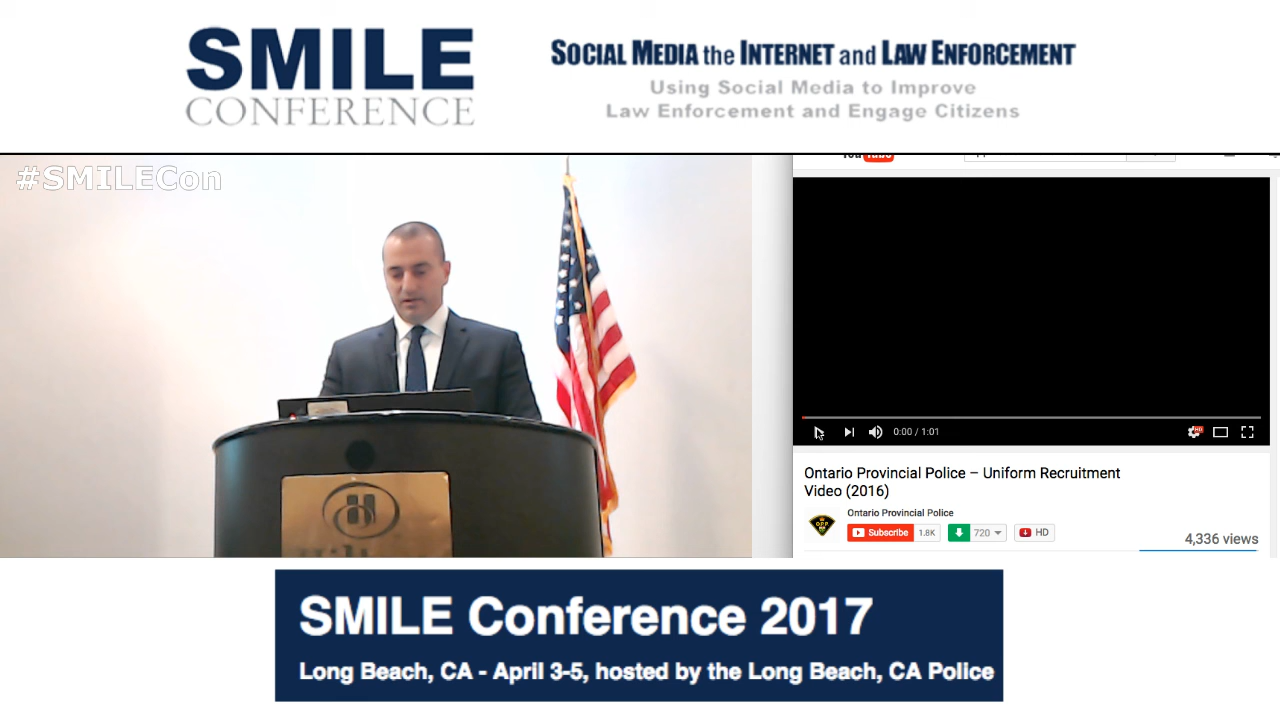 SMILE
CONFERENCE
SOCIAL MEDIA the INTERNET and LAW ENFORCEMENT
Using Social Media to Improve
Law Enforcement and Engage Citizens
#SMILECon
YouTube
0:00 / 1:01
HD
Ontario Provincial Police – Uniform Recruitment
Video (2016)
Ontario Provincial Police
O.P.P.
Subscribe 1.8K 720 HD
4,336 views
H
Hilton
SMILE Conference 2017
Long Beach, CA - April 3-5, hosted by the Long Beach, CA Police